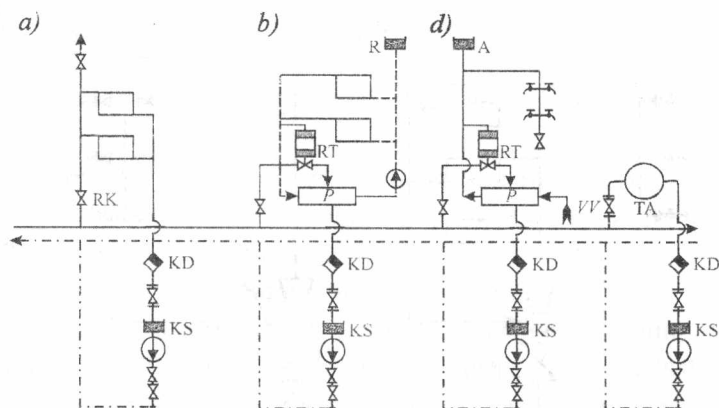 a) b) d)
R A
RT RT
RK P P VV TA
KD KD KD KD
KS KS KS KS